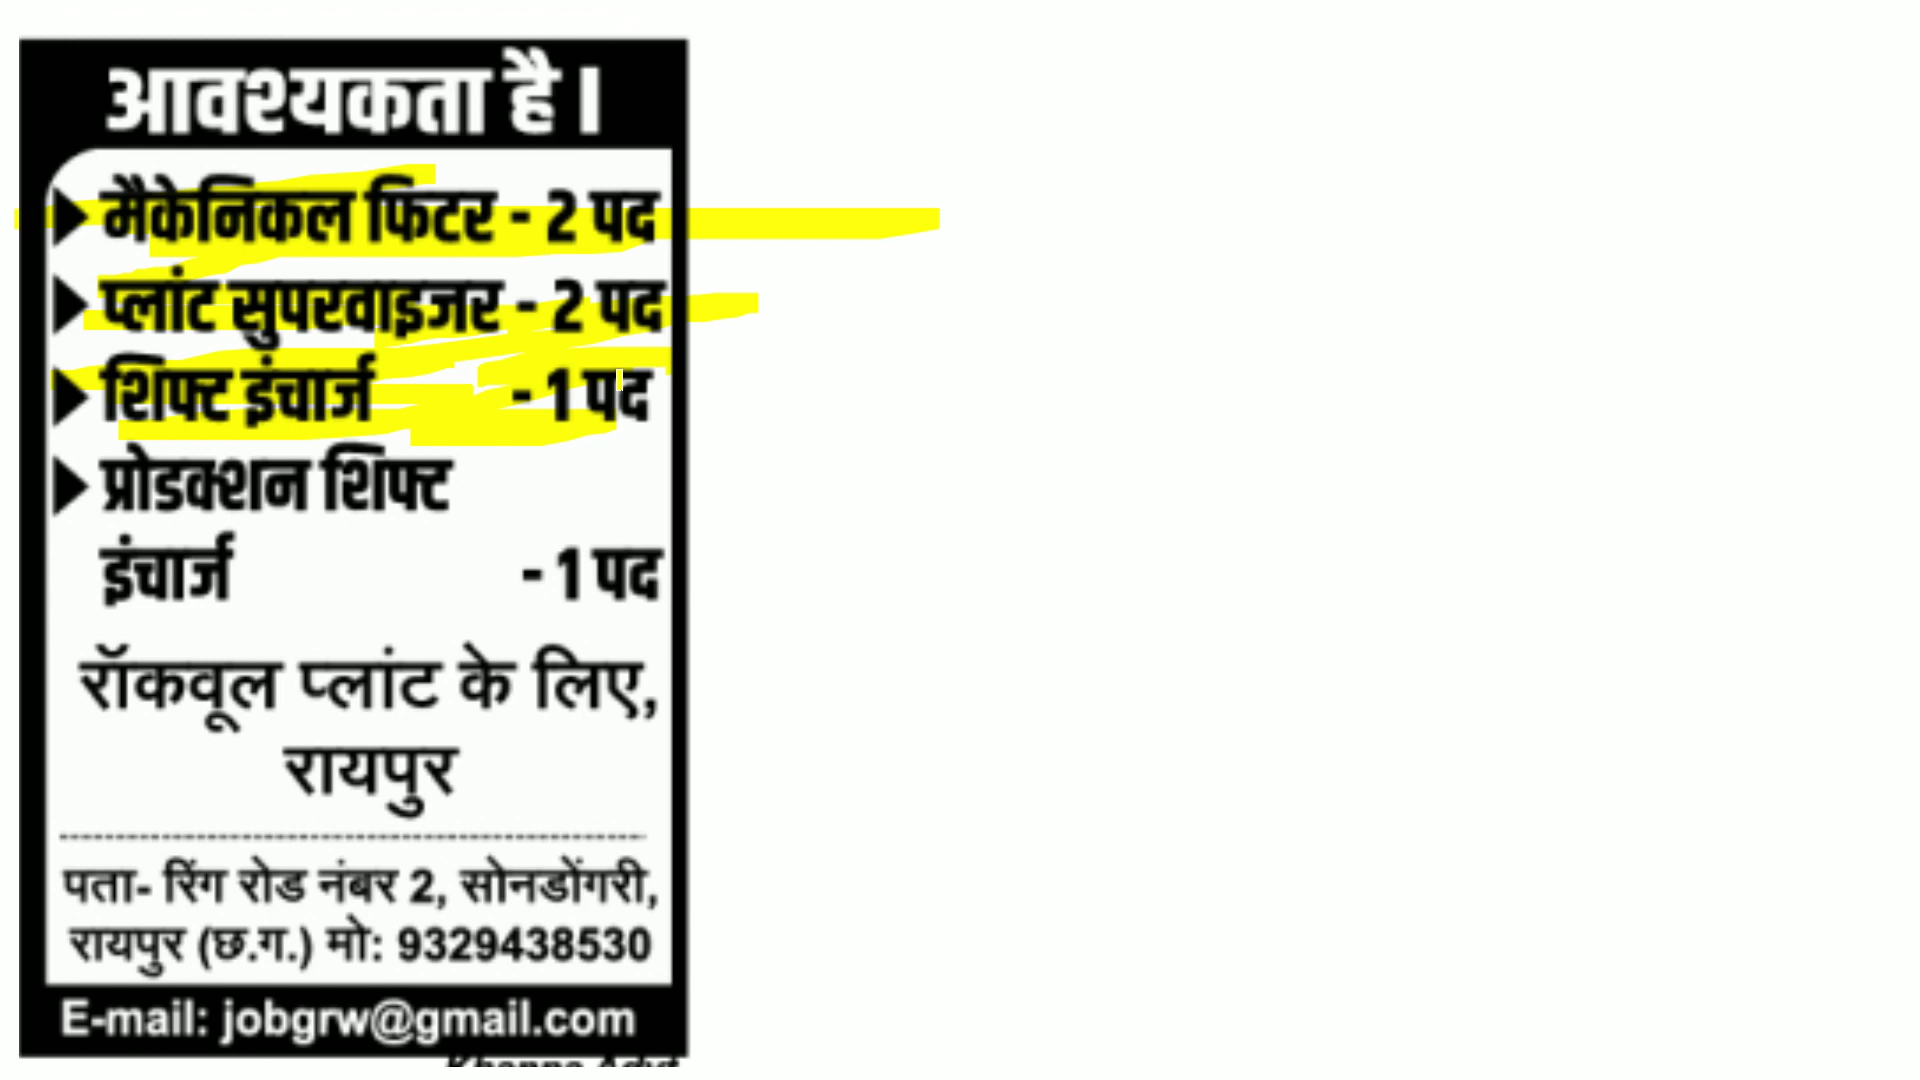 आवश्यकता है।
मैकेनिकल फिटर - 2 पद
प्लांट सुपरवाइजर - 2 पद
शिफ्ट इंचार्ज - 1 पद
प्रोडक्शन शिफ्ट
इंचार्ज - 1 पद
रॉकवूल प्लांट के लिए,
रायपुर
पता- रिंग रोड नंबर 2, सोनडोंगरी,
रायपुर (छ.ग.) मो: 9329438530
E-mail: jobgrw@gmail.com